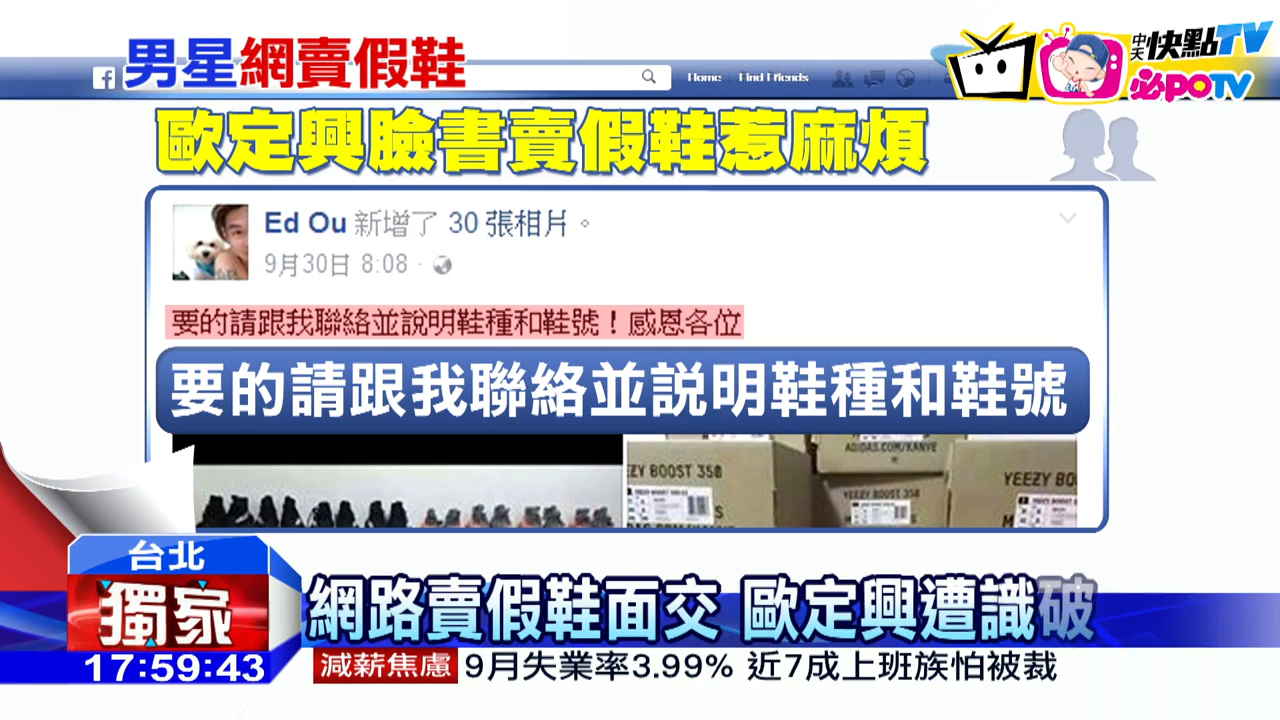 男星網賣假鞋
f
Home Find Friends
中天快點TV
必POTV
歐定興臉書賣假鞋惹麻煩
Ed Ou 新增了 30 張相片。
9月30日 8:08 ·
要的請跟我聯絡並說明鞋種和鞋號！感恩各位
要的請跟我聯絡並說明鞋種和鞋號
ADIDAS.COM/KANYE
ZY BOOST 350
YEEZY BOOST 350
YEEZY BO
台北
獨家
網路賣假鞋面交 歐定興遭識破
17:59:43
減薪焦慮 9月失業率3.99% 近7成上班族怕被裁